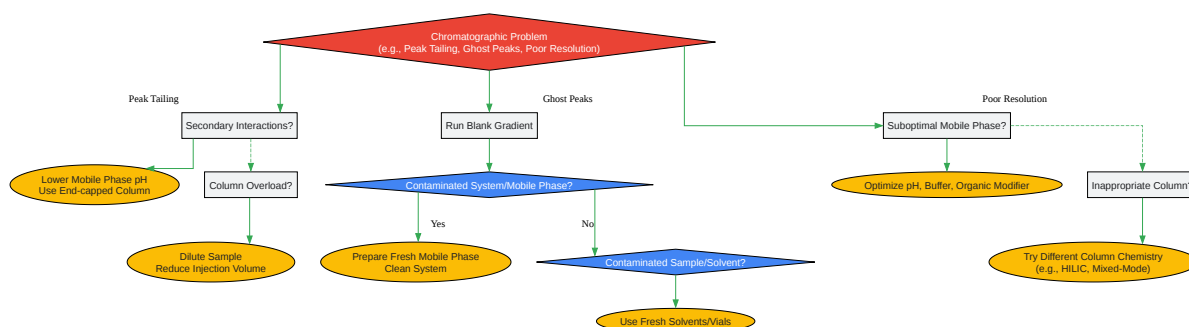 Chromatographic Problem
(e.g., Peak Tailing, Ghost Peaks, Poor Resolution)
Peak Tailing
Ghost Peaks
Poor Resolution
Secondary Interactions?
Run Blank Gradient
Suboptimal Mobile Phase?
Lower Mobile Phase pH
Use End-capped Column
Column Overload?
Contaminated System/Mobile Phase?
Optimize pH, Buffer, Organic Modifier
Inappropriate Column?
Yes
No
Dilute Sample
Reduce Injection Volume
Prepare Fresh Mobile Phase
Clean System
Contaminated Sample/Solvent?
Try Different Column Chemistry
(e.g., HILIC, Mixed-Mode)
Use Fresh Solvents/Vials